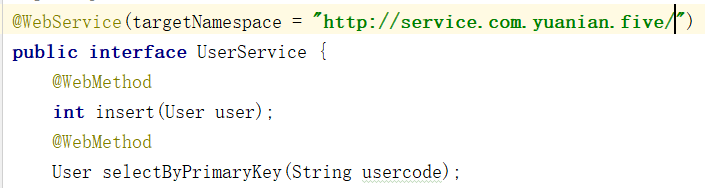 @WebService(targetNamespace = "http://service.com.yuanian.five/")
public interface UserService {
@WebMethod
int insert(User user);
@WebMethod
User selectByPrimaryKey(String usercode);